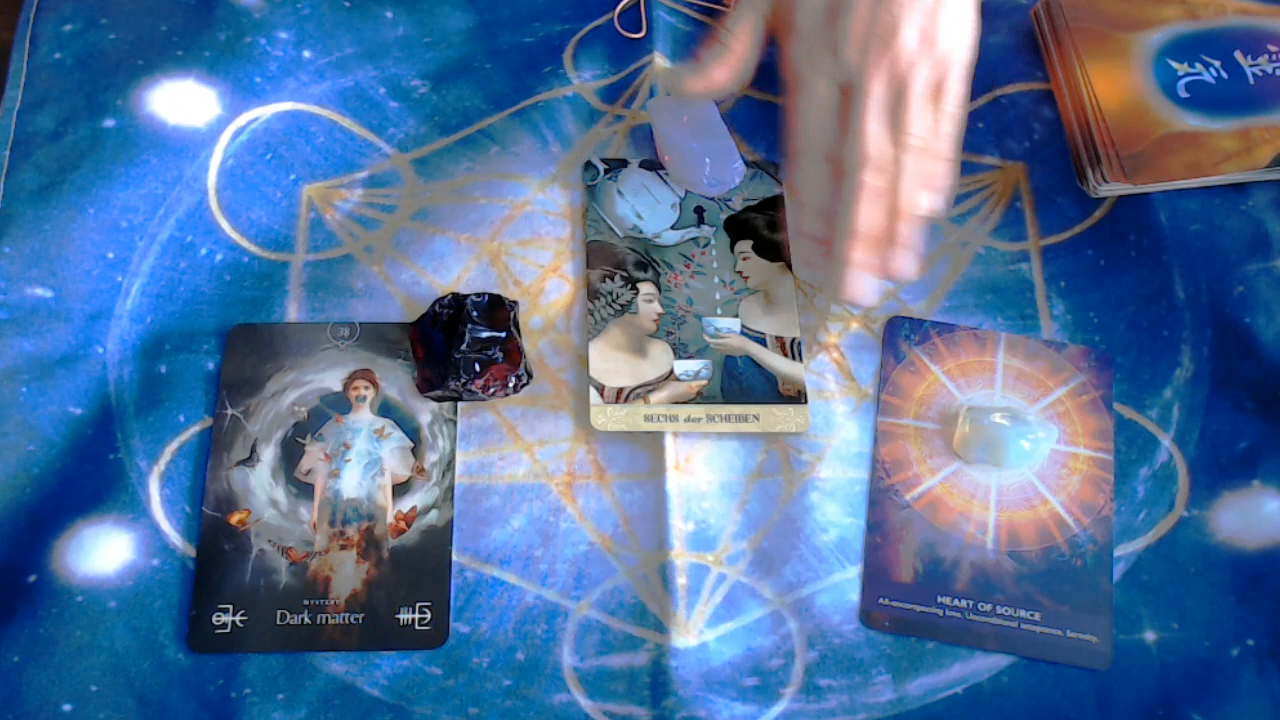 38
MYSTERY
Dark matter
SECHS der SCHEIBEN
HEART OF SOURCE
All-encompassing love. Unconditional acceptance. Serenity.